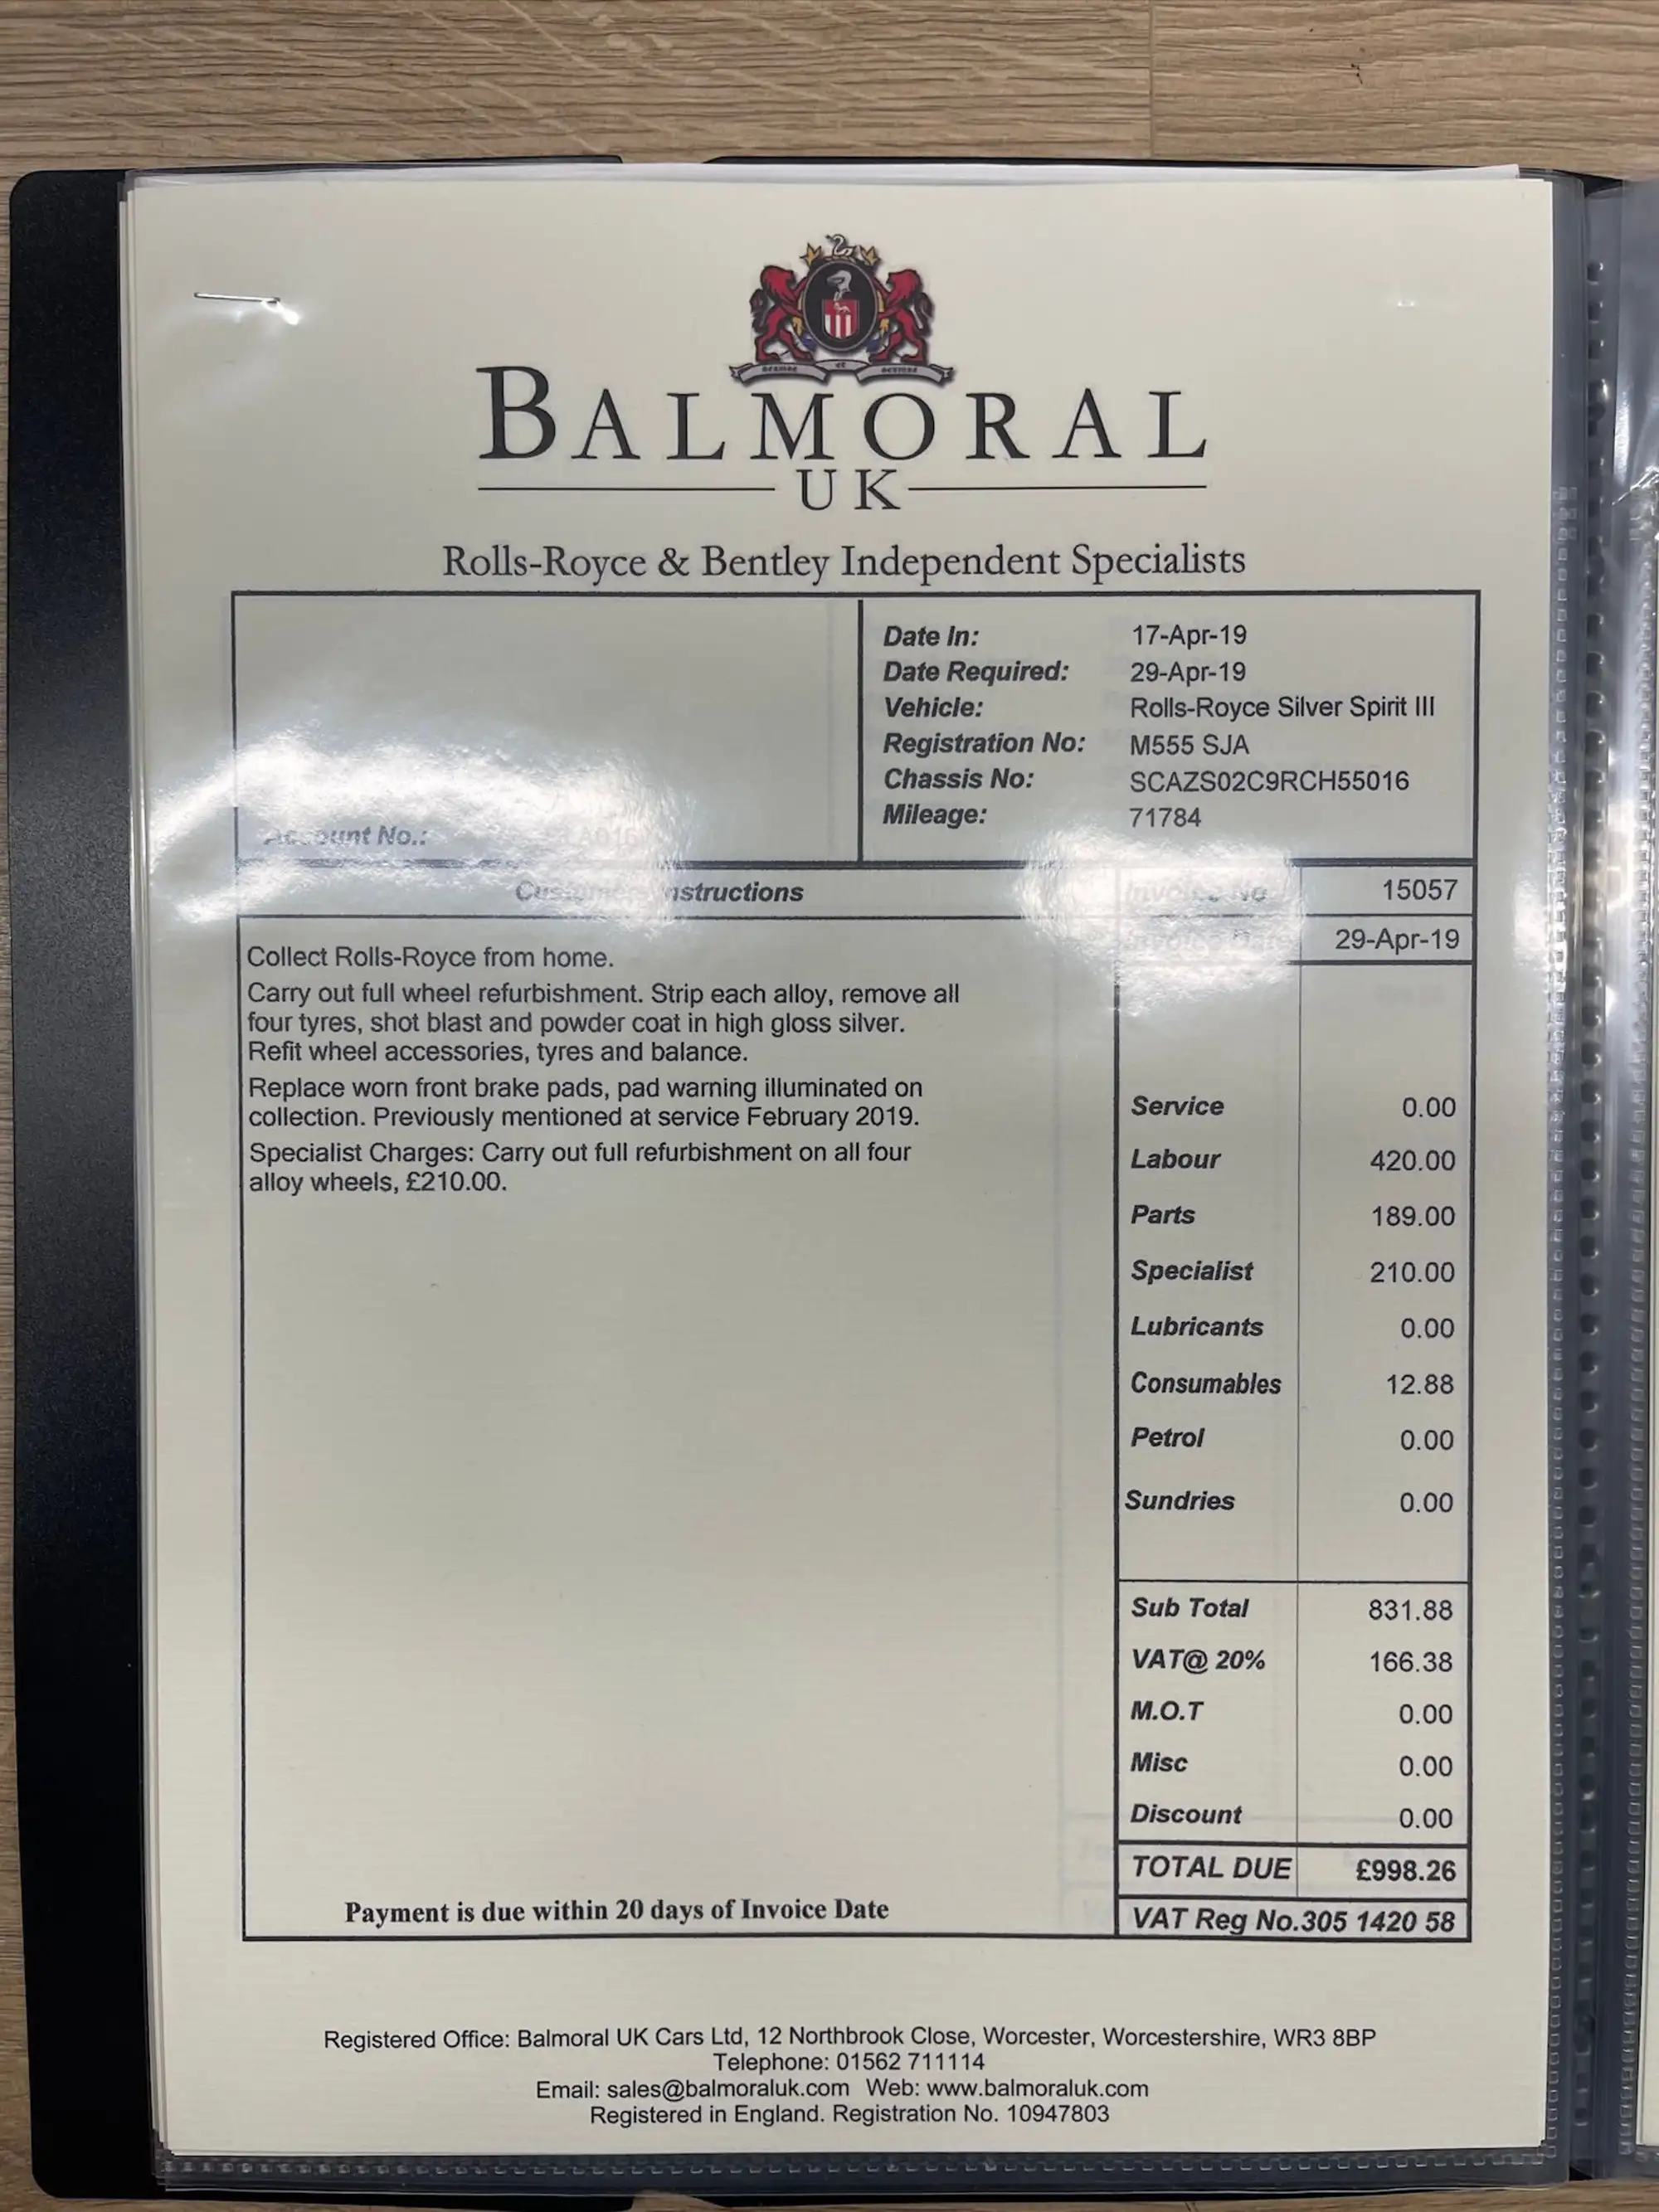 BALMORAL
UK
Rolls-Royce & Bentley Independent Specialists
Date In: 17-Apr-19
Date Required: 29-Apr-19
Vehicle: Rolls-Royce Silver Spirit III
Registration No: M555 SJA
Chassis No: SCAZS02C9RCH55016
Mileage: 71784
Account No.:
Customer Instructions
Invoice No 15057
Invoice Date 29-Apr-19
Collect Rolls-Royce from home.
Carry out full wheel refurbishment. Strip each alloy, remove all
four tyres, shot blast and powder coat in high gloss silver.
Refit wheel accessories, tyres and balance.
Replace worn front brake pads, pad warning illuminated on
collection. Previously mentioned at service February 2019.
Specialist Charges: Carry out full refurbishment on all four
alloy wheels, £210.00.
Service 0.00
Labour 420.00
Parts 189.00
Specialist 210.00
Lubricants 0.00
Consumables 12.88
Petrol 0.00
Sundries 0.00
Sub Total 831.88
VAT@ 20% 166.38
M.O.T 0.00
Misc 0.00
Discount 0.00
TOTAL DUE £998.26
Payment is due within 20 days of Invoice Date
VAT Reg No.305 1420 58
Registered Office: Balmoral UK Cars Ltd, 12 Northbrook Close, Worcester, Worcestershire, WR3 8BP
Telephone: 01562 711114
Email: sales@balmoraluk.com Web: www.balmoraluk.com
Registered in England. Registration No. 10947803